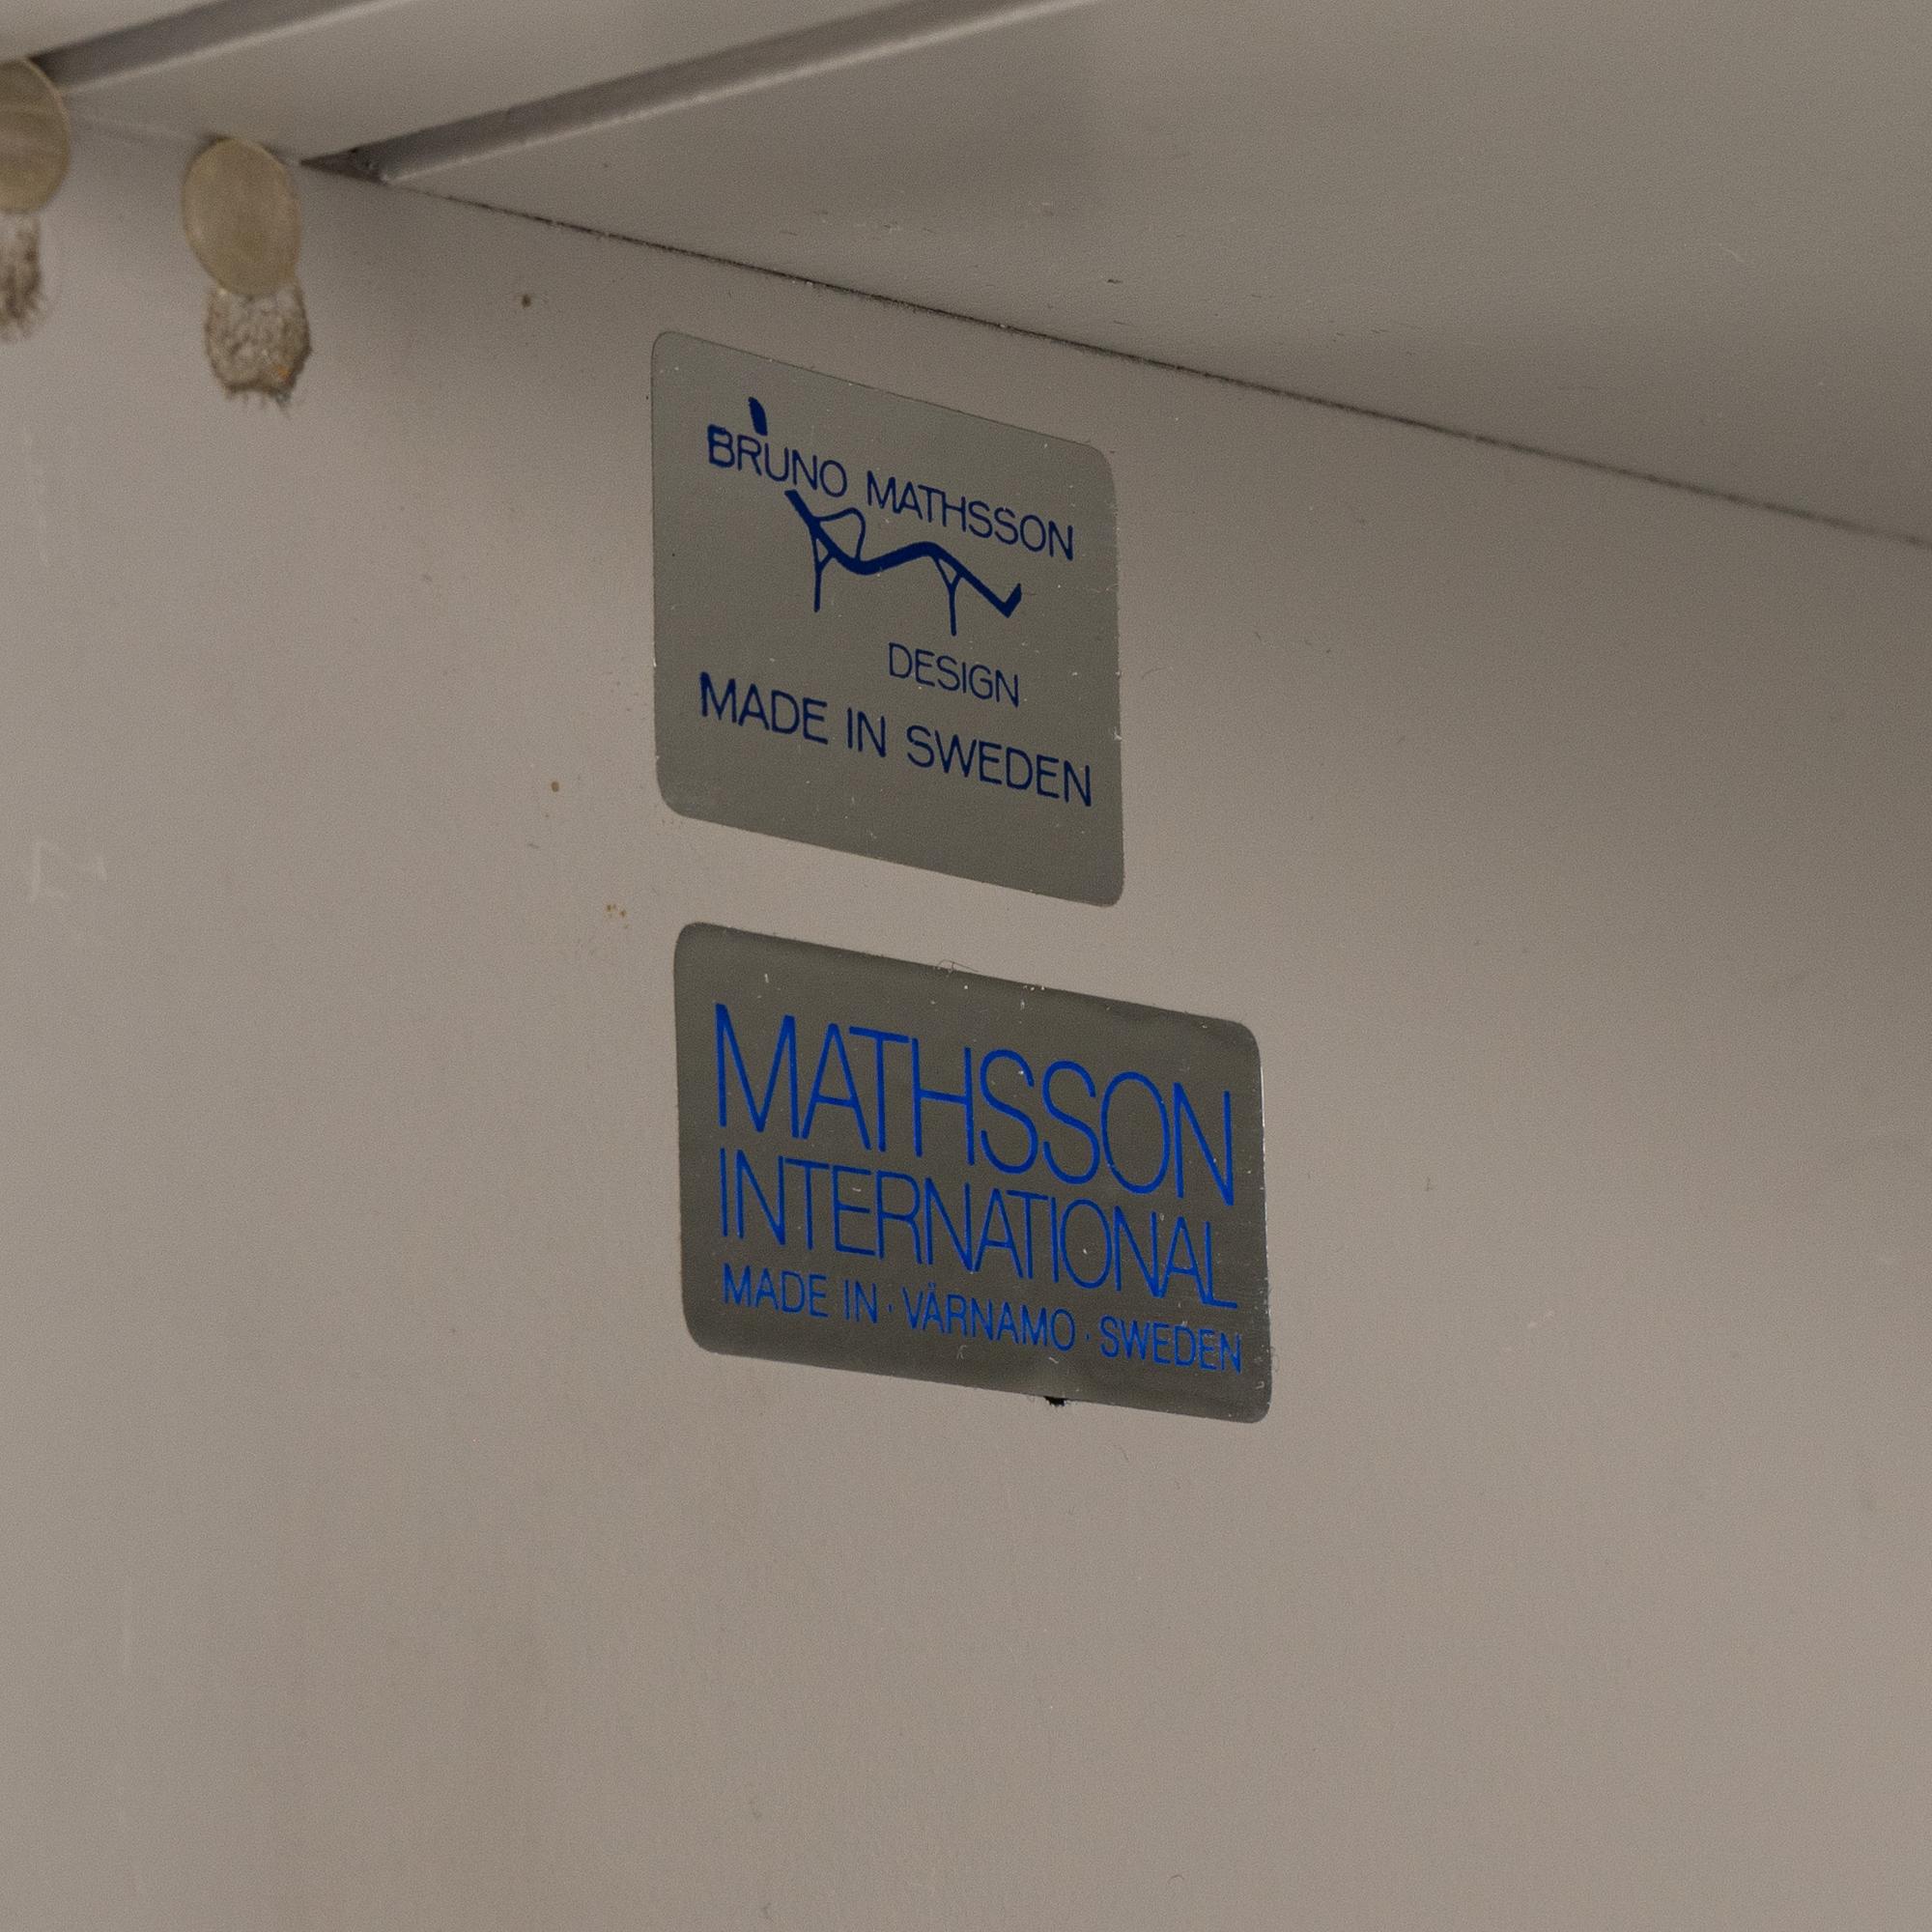 BRUNO MATHSSON
DESIGN
MADE IN SWEDEN
MATHSSON
INTERNATIONAL
MADE IN · VÄRNAMO · SWEDEN